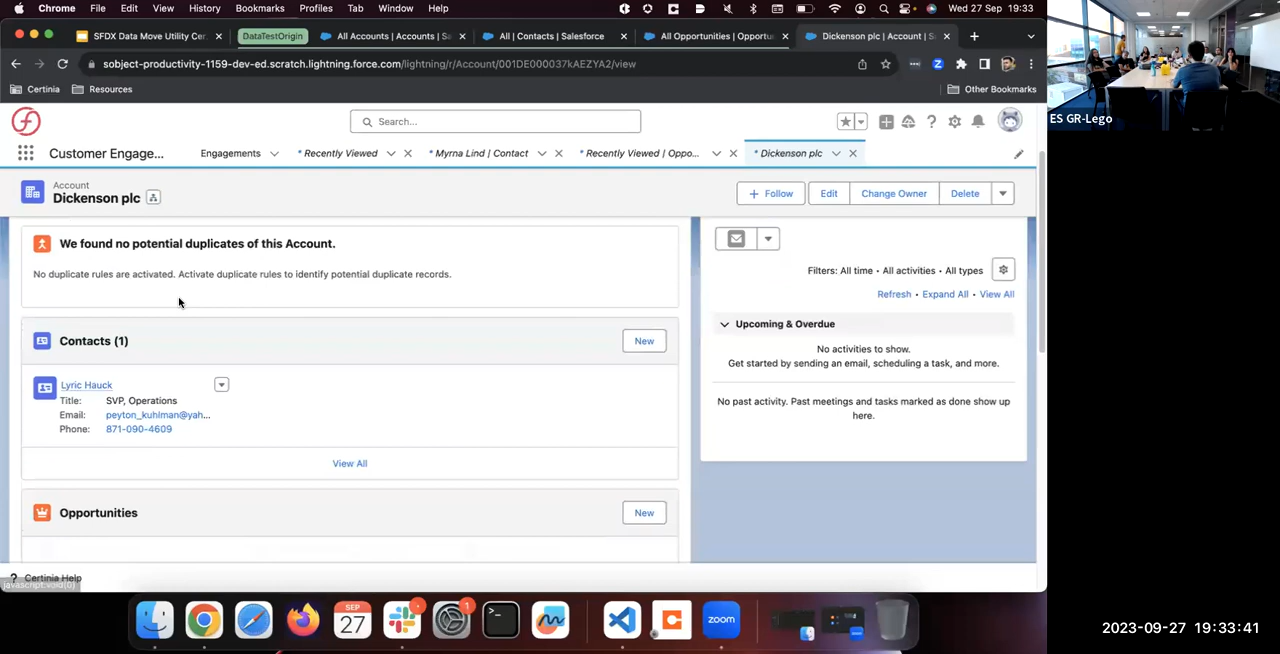 Chrome File Edit View History Bookmarks Profiles Tab Window Help Wed 27 Sep 19:33
SFDX Data Move Utility Cer DataTestOrigin All Accounts | Accounts | Sa All | Contacts | Salesforce All Opportunities | Opportu Dickenson plc | Account | S
sobject-productivity-1159-dev-ed.scratch.lightning.force.com/lightning/r/Account/001DE000037kAEZYA2/view
Certinia Resources Other Bookmarks
ES GR-Lego
Search...
Customer Engage... Engagements * Recently Viewed * Myrna Lind | Contact * Recently Viewed | Oppo... * Dickenson plc
Account
Dickenson plc
+ Follow Edit Change Owner Delete
We found no potential duplicates of this Account.
No duplicate rules are activated. Activate duplicate rules to identify potential duplicate records.
Contacts (1)
New
Lyric Hauck
Title: SVP, Operations
Email: peyton_kuhlman@yah...
Phone: 871-090-4609
View All
Opportunities
New
Filters: All time • All activities • All types
Refresh • Expand All • View All
Upcoming & Overdue
No activities to show.
Get started by sending an email, scheduling a task, and more.
No past activity. Past meetings and tasks marked as done show up
here.
? Certinia Help
javascript:void(0)
SEP
27
1
zoom
2023-09-27 19:33:41